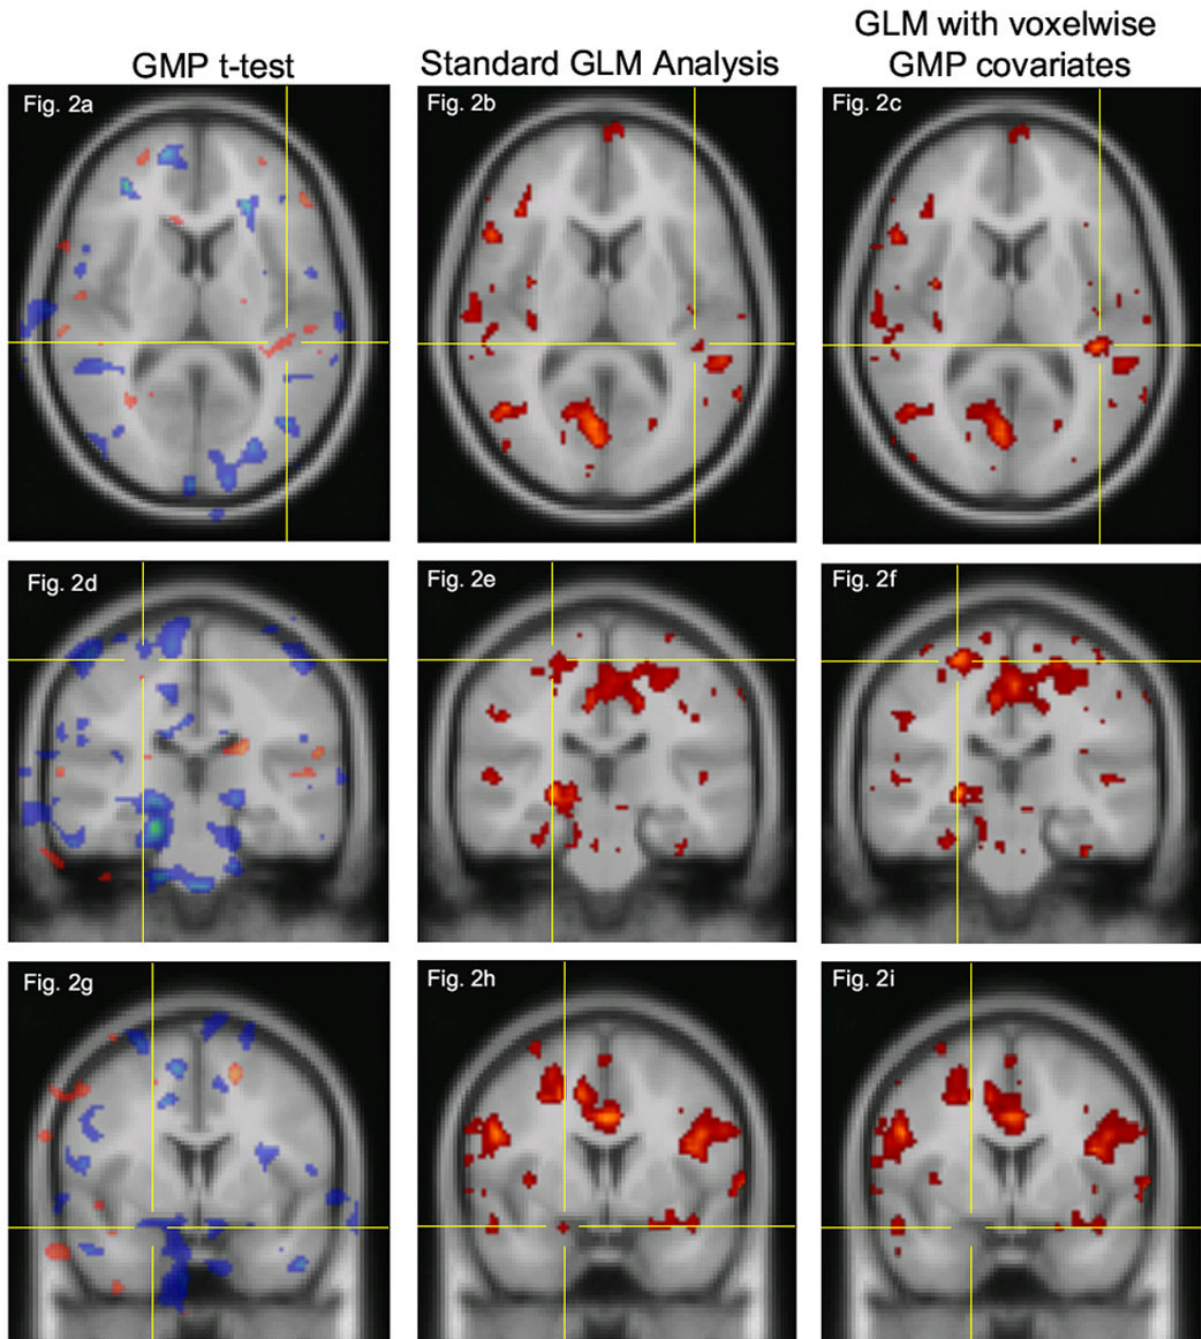 GMP t-test
Standard GLM Analysis
GLM with voxelwise
GMP covariates
Fig. 2a
Fig. 2b
Fig. 2c
Fig. 2d
Fig. 2e
Fig. 2f
Fig. 2g
Fig. 2h
Fig. 2i